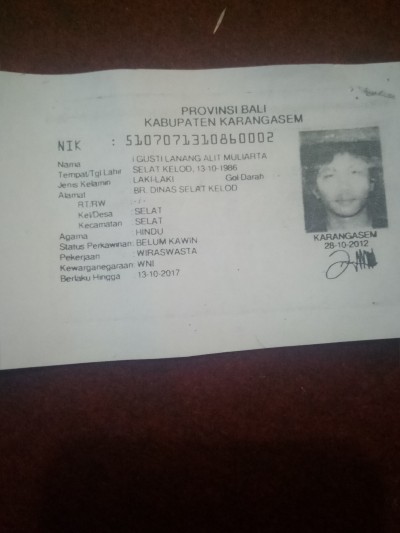 PROVINSI BALI
KABUPATEN KARANGASEM
NIK : 5107071310860002
Nama I GUSTI LANANG ALIT MULIARTA
Tempat/Tgl Lahir SELAT KELOD, 13-10-1986
Jenis Kelamin LAKI-LAKI Gol Darah
Alamat BR. DINAS SELAT KELOD
RT/RW
Kel/Desa : SELAT
Kecamatan : SELAT
Agama : HINDU
Status Perkawinan : BELUM KAWIN
Pekerjaan : WIRASWASTA
Kewarganegaraan : WNI
Berlaku Hingga : 13-10-2017
KARANGASEM
26-10-2012